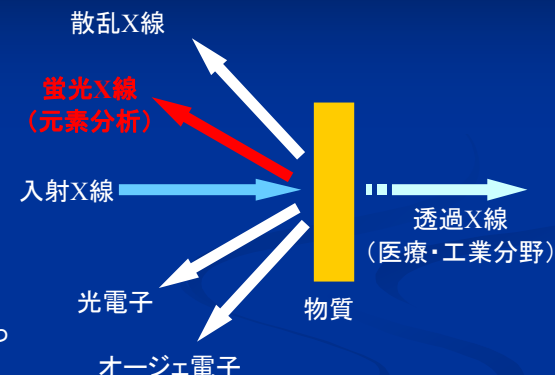 散乱X線
蛍光X線
（元素分析）
入射X線
透過X線
（医療・工業分野）
光電子
物質
オージェ電子